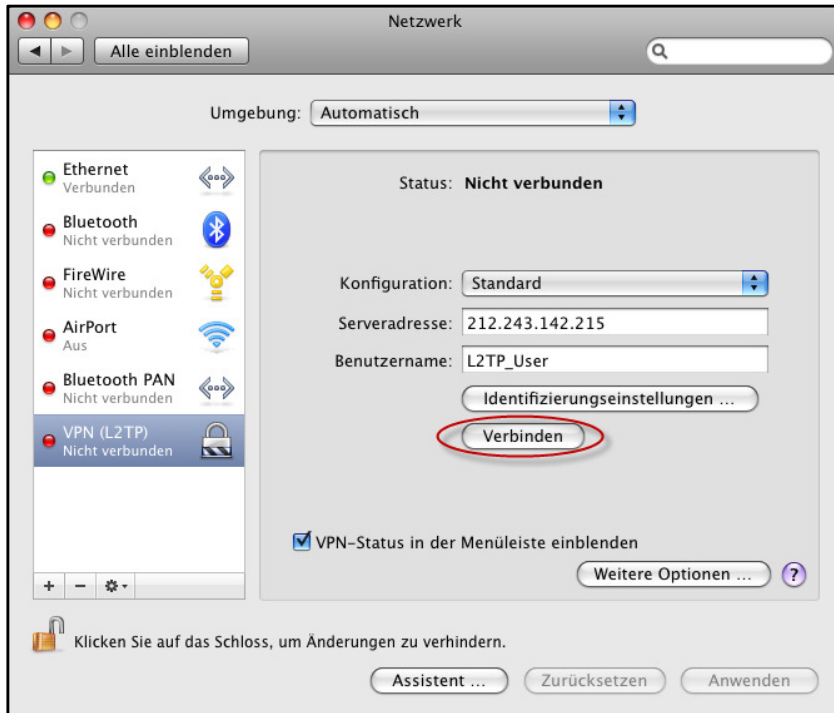 Netzwerk
Alle einblenden
Umgebung: Automatisch
Ethernet
Verbunden
Bluetooth
Nicht verbunden
FireWire
Nicht verbunden
AirPort
Aus
Bluetooth PAN
Nicht verbunden
VPN (L2TP)
Nicht verbunden
Status: Nicht verbunden
Konfiguration: Standard
Serveradresse: 212.243.142.215
Benutzername: L2TP_User
Identifizierungseinstellungen ...
Verbinden
VPN-Status in der Menüleiste einblenden
Weitere Optionen ... ?
Klicken Sie auf das Schloss, um Änderungen zu verhindern.
Assistent ... Zurücksetzen Anwenden